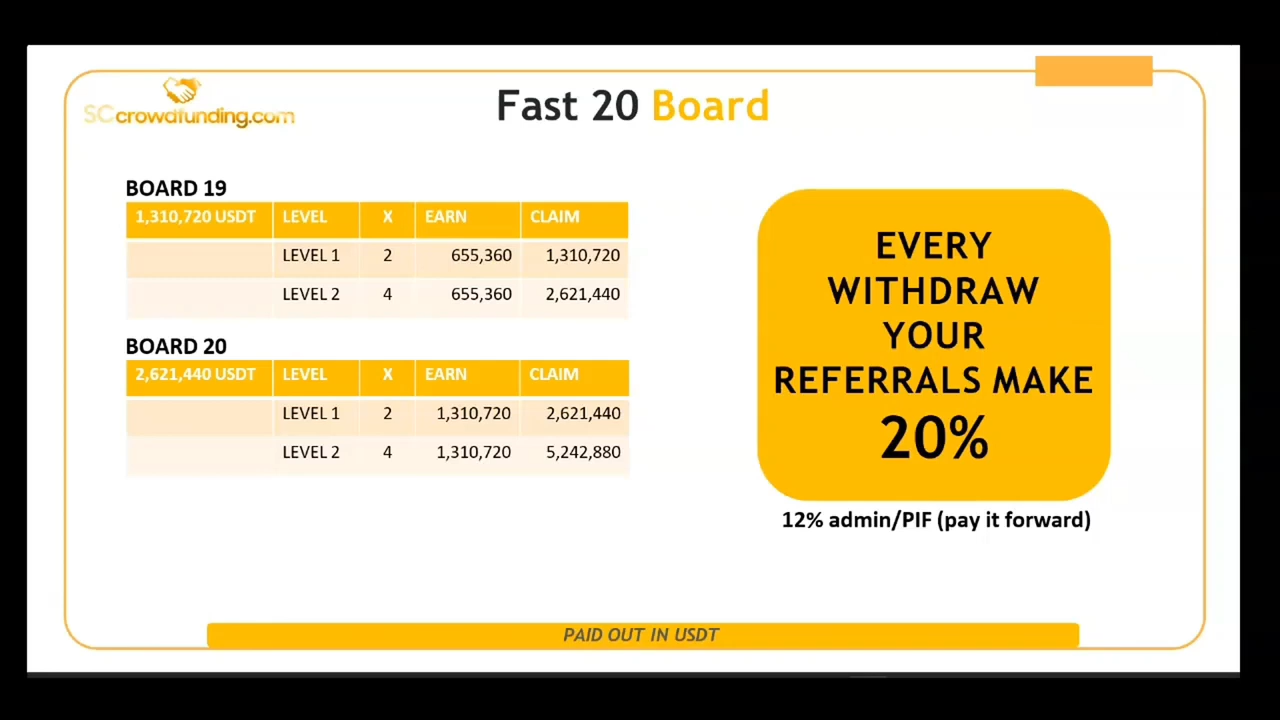 SCcrowdfunding.com
Fast 20 Board
BOARD 19
1,310,720 USDT LEVEL X EARN CLAIM
LEVEL 1 2 655,360 1,310,720
LEVEL 2 4 655,360 2,621,440
BOARD 20
2,621,440 USDT LEVEL X EARN CLAIM
LEVEL 1 2 1,310,720 2,621,440
LEVEL 2 4 1,310,720 5,242,880
EVERY
WITHDRAW
YOUR
REFERRALS MAKE
20%
12% admin/PIF (pay it forward)
PAID OUT IN USDT